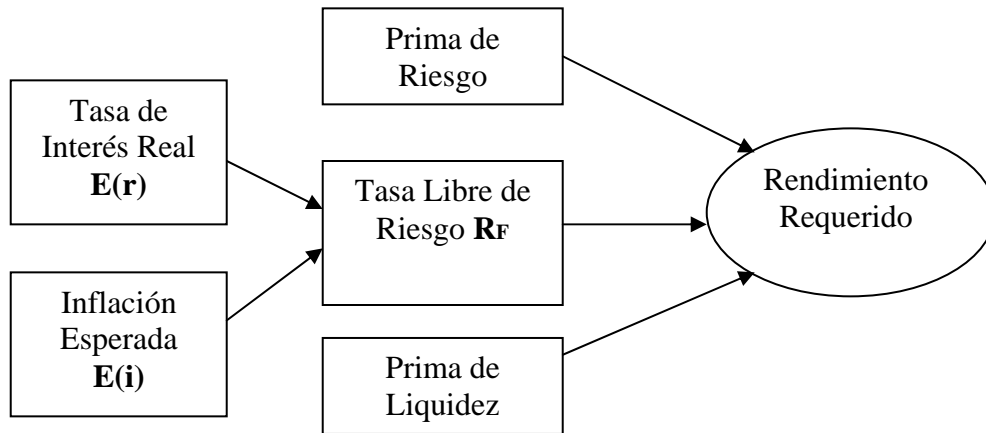 Tasa de
Interés Real
E(r)
Inflación
Esperada
E(i)
Prima de
Riesgo
Tasa Libre de
Riesgo RF
Prima de
Liquidez
Rendimiento
Requerido